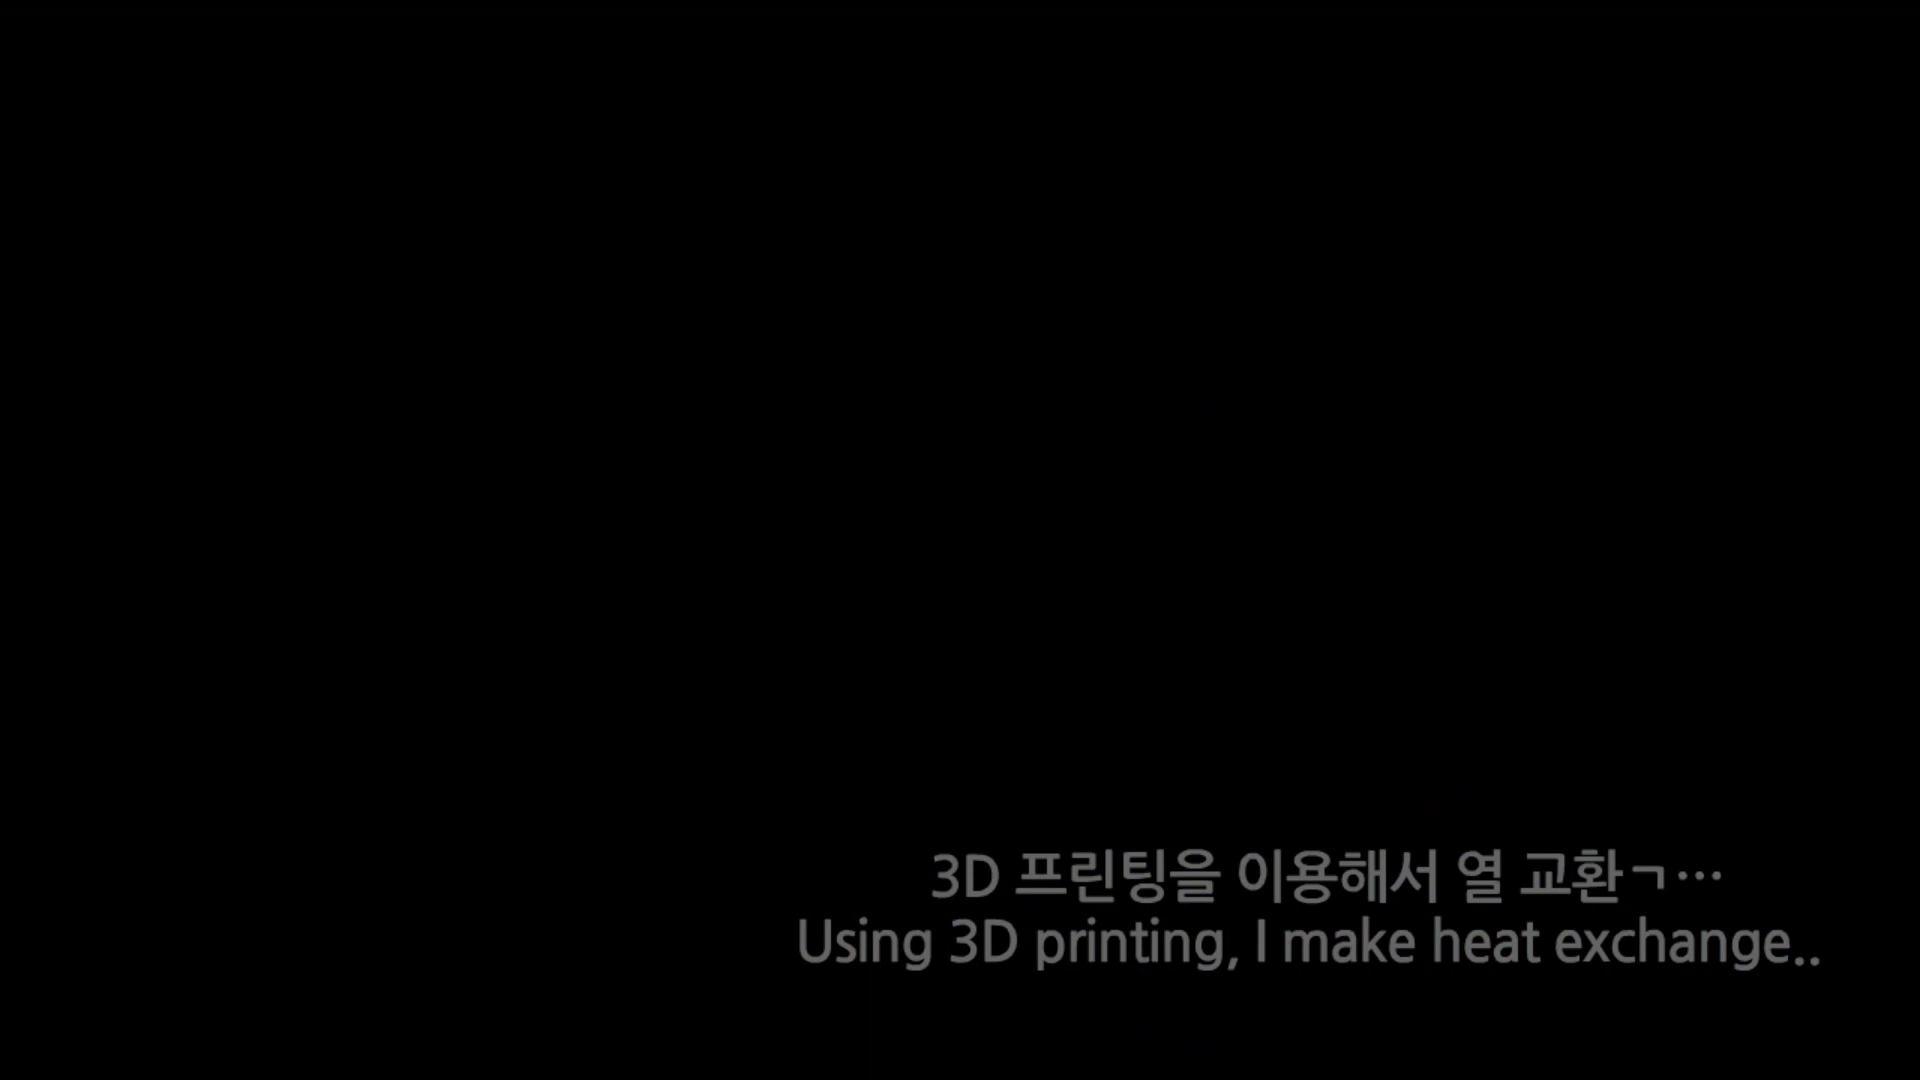 3D 프린팅을 이용해서 열 교환ㄱ…
Using 3D printing, I make heat exchange..